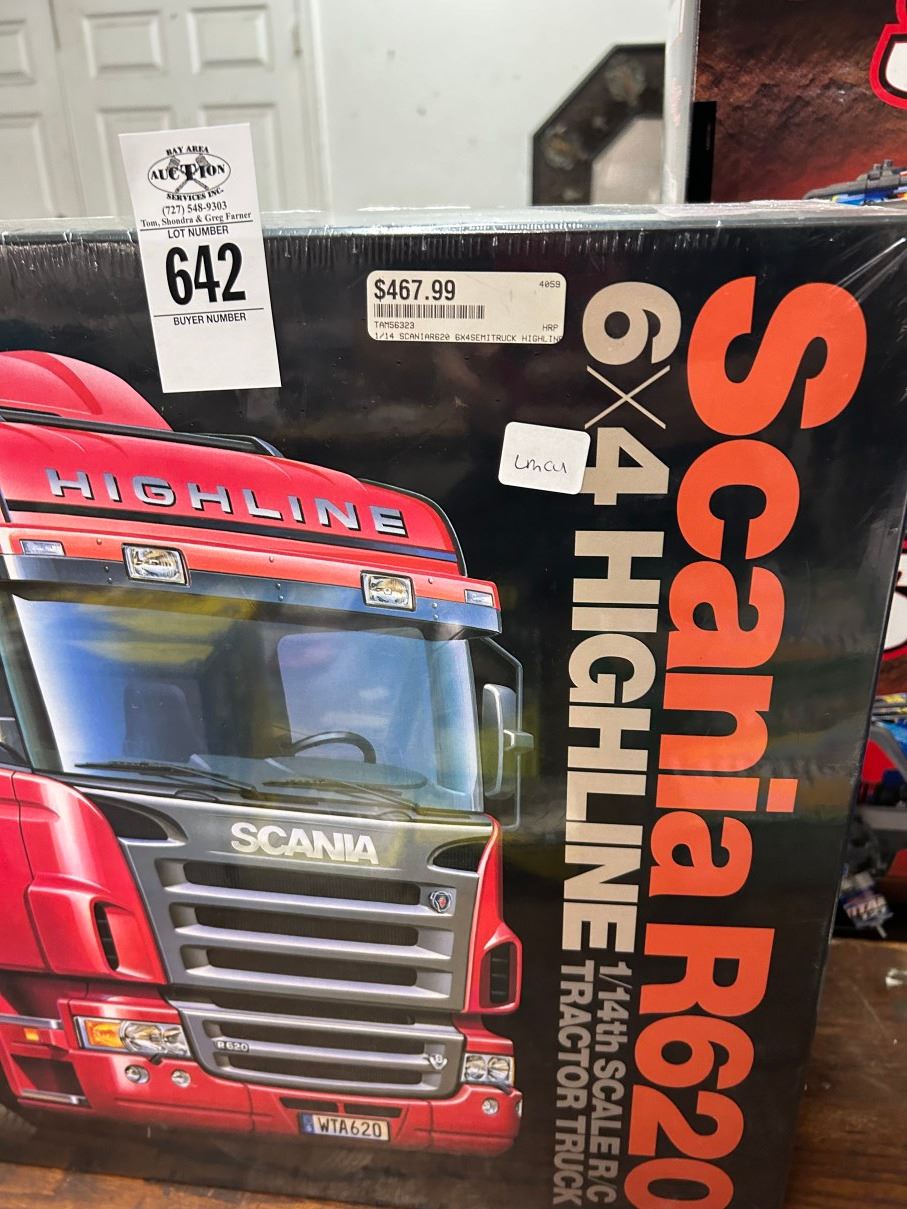 BAY AREA
AUCTION
SERVICES INC.
(727) 548-9303
Tom, Shondra & Greg Farner
LOT NUMBER
642
BUYER NUMBER
$467.99
4059
TAM56323
HRP
1/14 SCANIAR620 6X4SEMITRUCK HIGHLIN
Scania R620
6×4 HIGHLINE
1/14th SCALE R/C
TRACTOR TRUCK
HIGHLINE
SCANIA
R620
WTA620